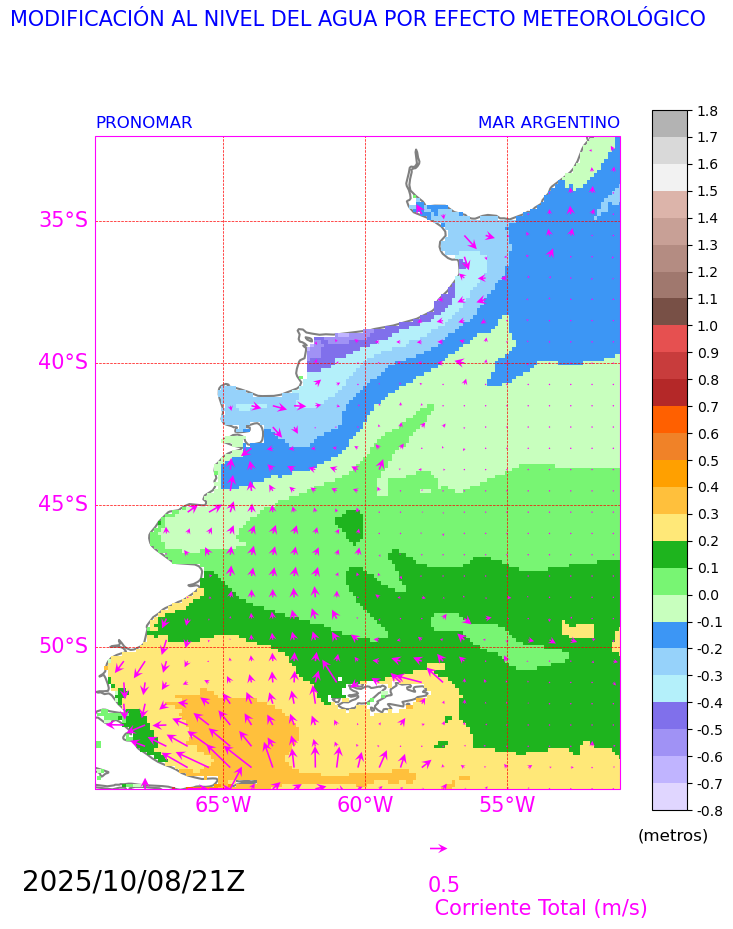 MODIFICACIÓN AL NIVEL DEL AGUA POR EFECTO METEOROLÓGICO
PRONOMAR
MAR ARGENTINO
35°S
40°S
45°S
50°S
65°W
60°W
55°W
1.8
1.7
1.6
1.5
1.4
1.3
1.2
1.1
1.0
0.9
0.8
0.7
0.6
0.5
0.4
0.3
0.2
0.1
0.0
-0.1
-0.2
-0.3
-0.4
-0.5
-0.6
-0.7
-0.8
(metros)
2025/10/08/21Z
0.5
Corriente Total (m/s)